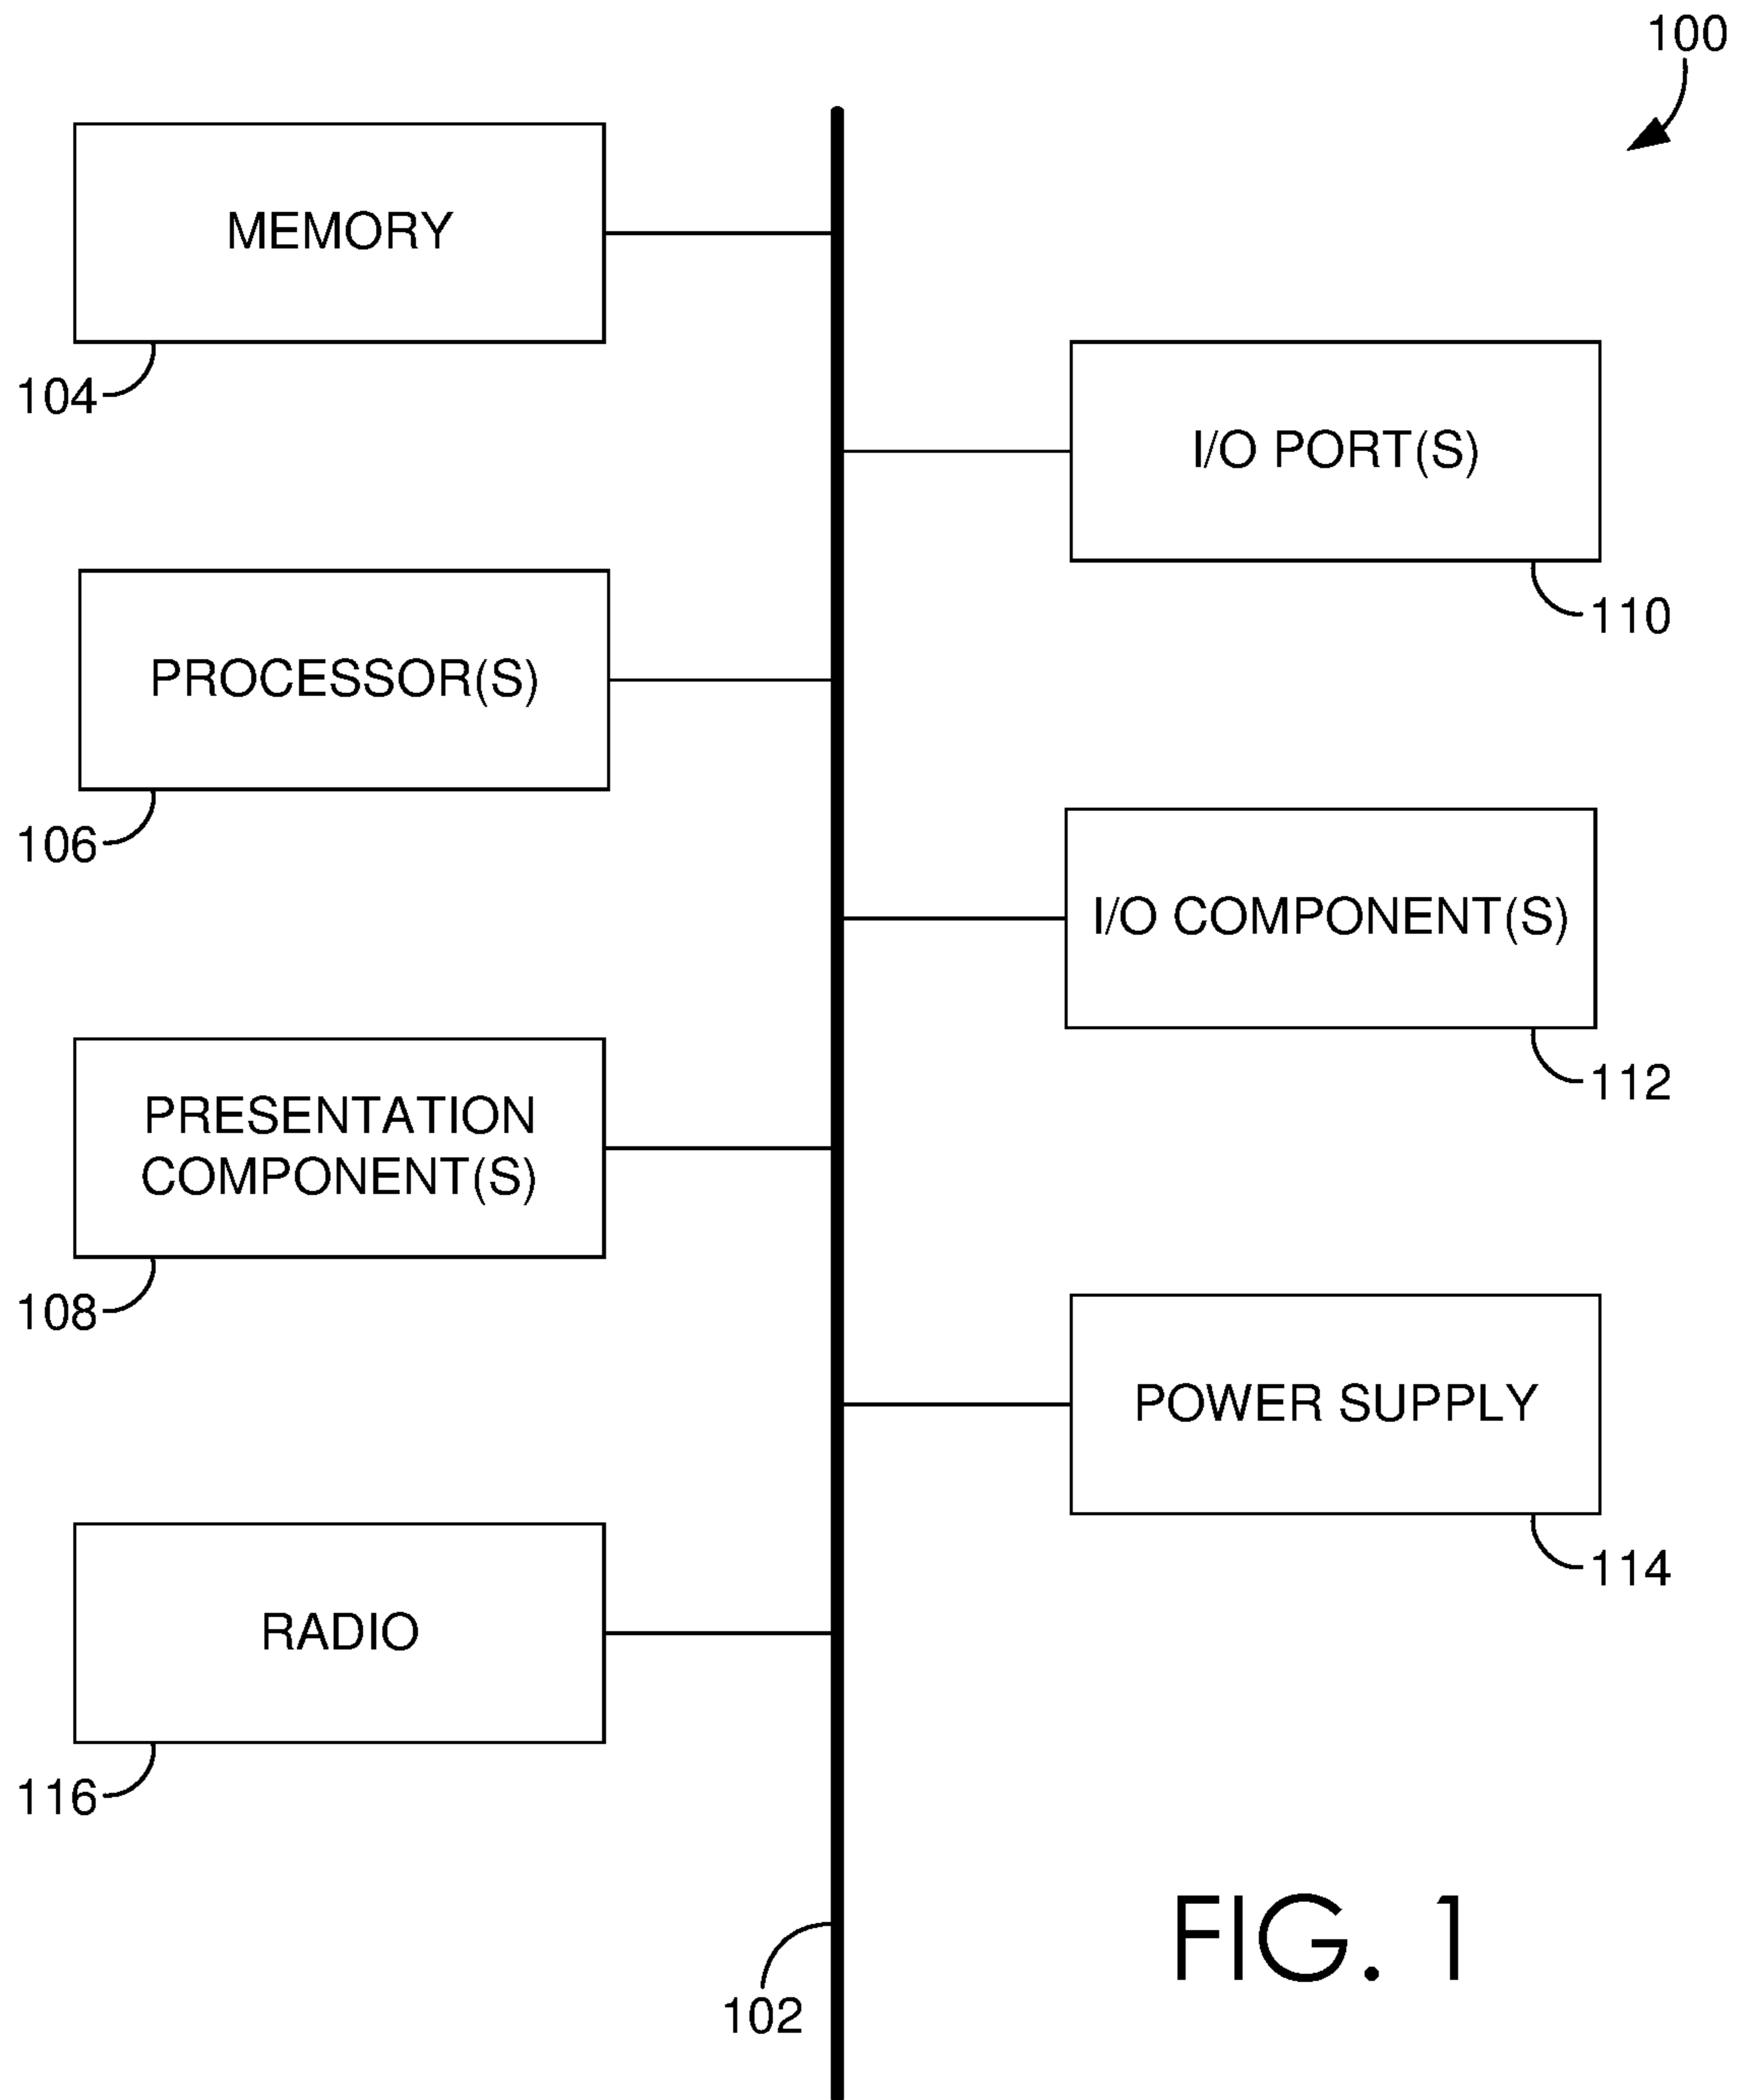 100
MEMORY
104
I/O PORT(S)
110
PROCESSOR(S)
106
I/O COMPONENT(S)
112
PRESENTATION
COMPONENT(S)
108
POWER SUPPLY
114
RADIO
116
102
FIG. 1